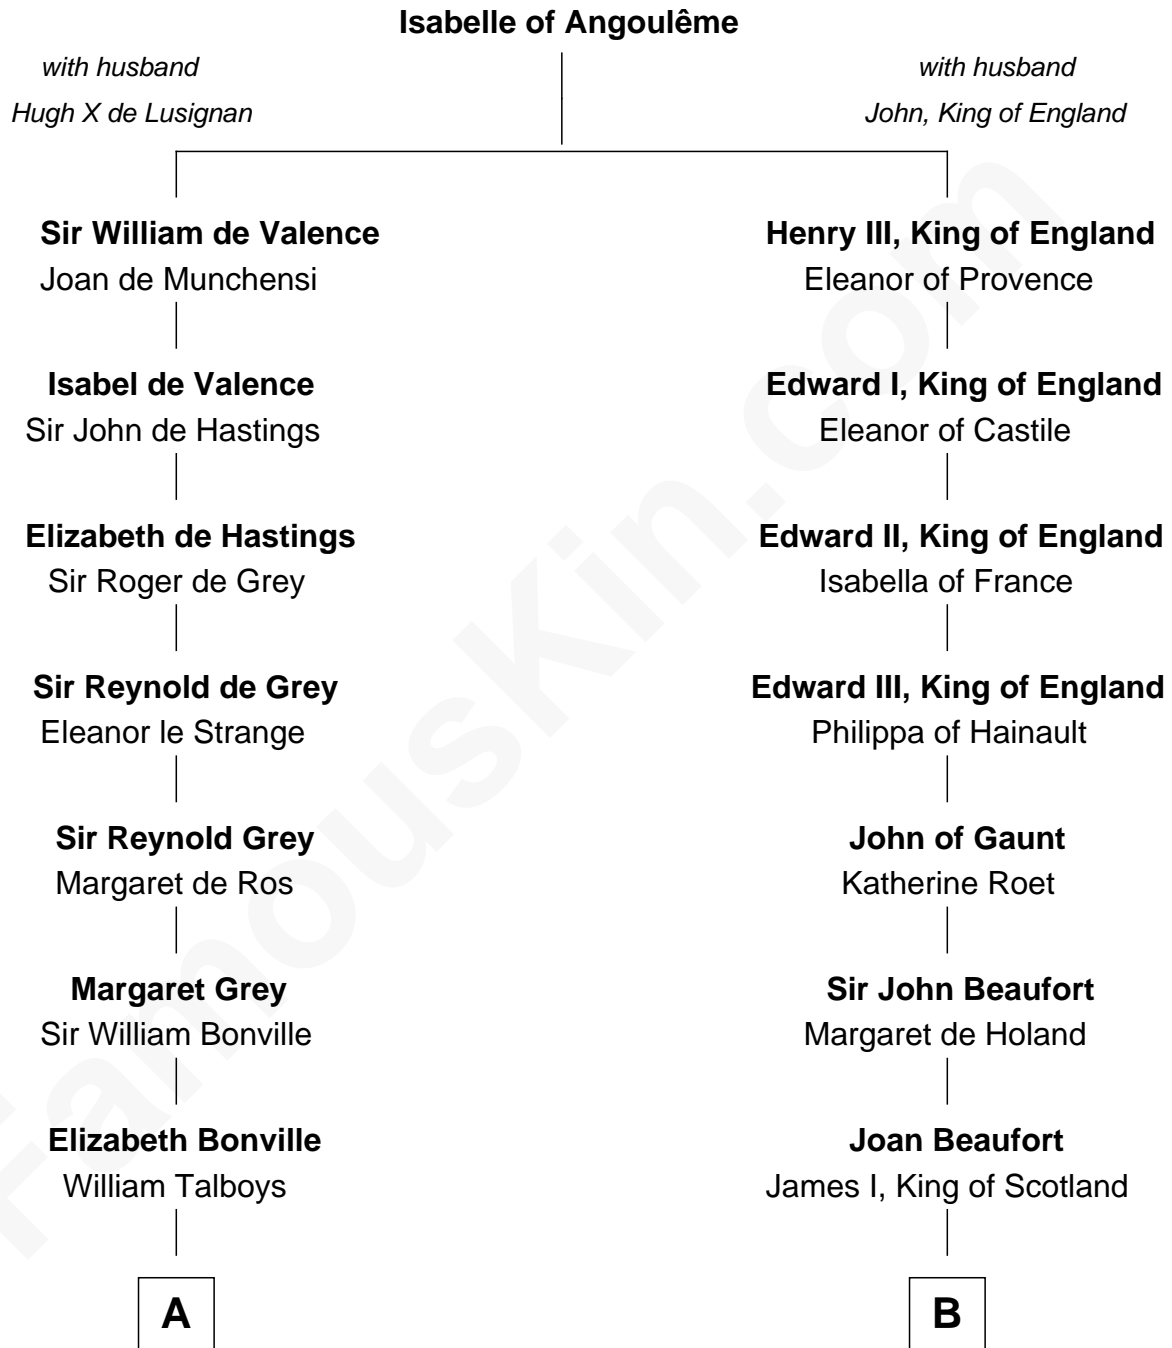 Isabelle of Angoulême
with husband
Hugh X de Lusignan
with husband
John, King of England
Sir William de Valence
Joan de Munchensi
Henry III, King of England
Eleanor of Provence
Isabel de Valence
Sir John de Hastings
Edward I, King of England
Eleanor of Castile
Elizabeth de Hastings
Sir Roger de Grey
Edward II, King of England
Isabella of France
Sir Reynold de Grey
Eleanor le Strange
Edward III, King of England
Philippa of Hainault
Sir Reynold Grey
Margaret de Ros
John of Gaunt
Katherine Roet
Margaret Grey
Sir William Bonville
Sir John Beaufort
Margaret de Holand
Elizabeth Bonville
William Talboys
Joan Beaufort
James I, King of Scotland
A
B
FamousKin.com